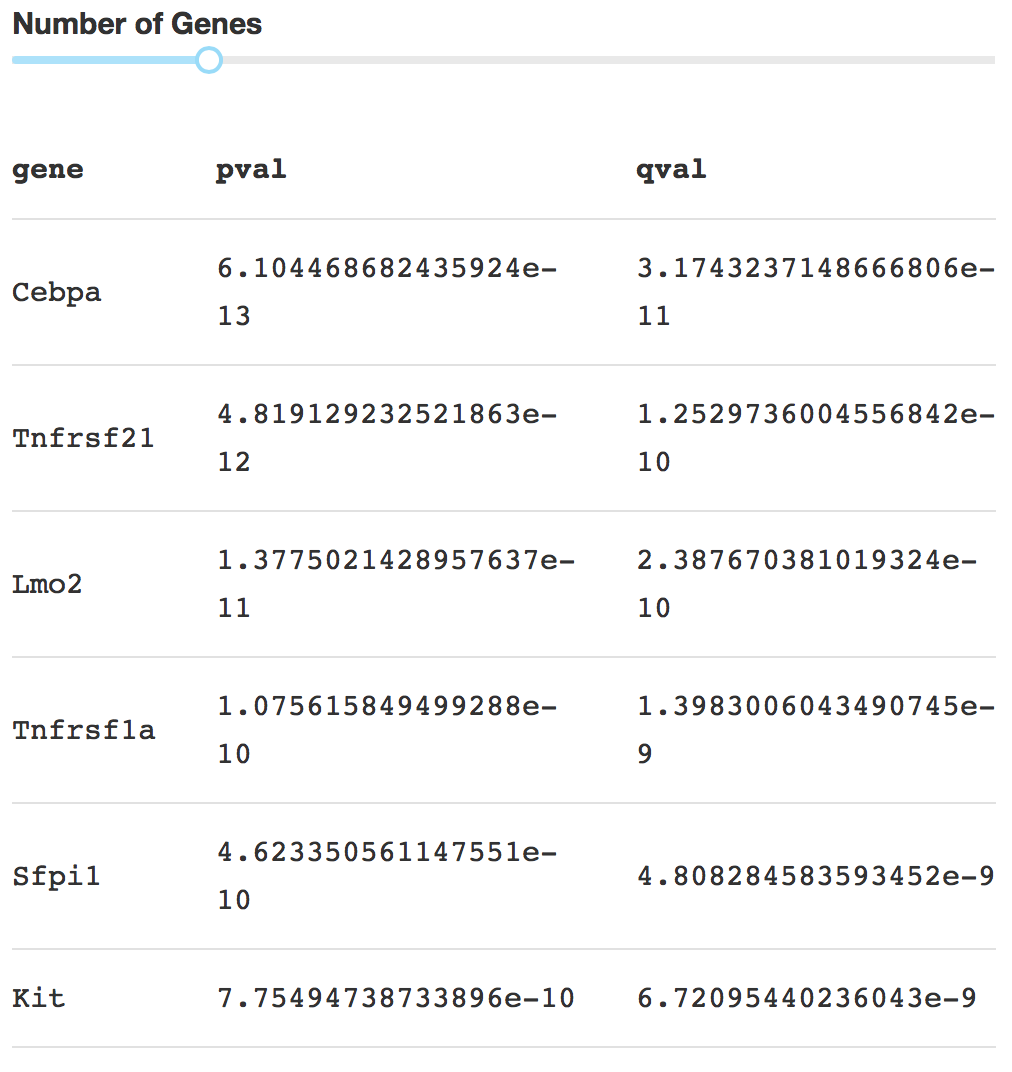 Number of Genes
gene pval qval
Cebpa 6.104468682435924e-
13 3.1743237148666806e-
11
Tnfrsf21 4.819129232521863e-
12 1.2529736004556842e-
10
Lmo2 1.3775021428957637e-
11 2.387670381019324e-
10
Tnfrsf1a 1.075615849499288e-
10 1.3983006043490745e-
9
Sfpi1 4.623350561147551e-
10 4.808284583593452e-9
Kit 7.75494738733896e-10 6.72095440236043e-9